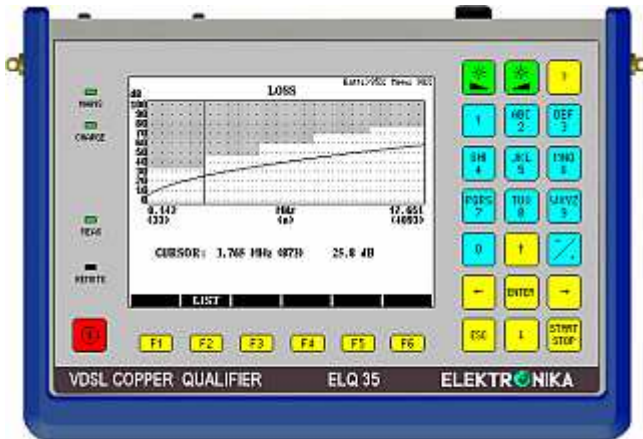 LOSS
dB
100
90
80
70
60
50
40
30
20
10
0
0.142
MHz
17.651
(33)
(n)
(4093)
CURSOR: 3.765 MHz (873) 25.8 dB
LIST
MAINS
CHARGE
MEAS
REMOTE
1
ABC
2
DEF
3
GHI
4
JKL
5
MNO
6
PQRS
7
TUV
8
WXYZ
9
0
↑
←
ENTER
→
ESC
↓
START
STOP
F1
F2
F3
F4
F5
F6
VDSL COPPER QUALIFIER
ELQ 35
ELEKTRONIKA